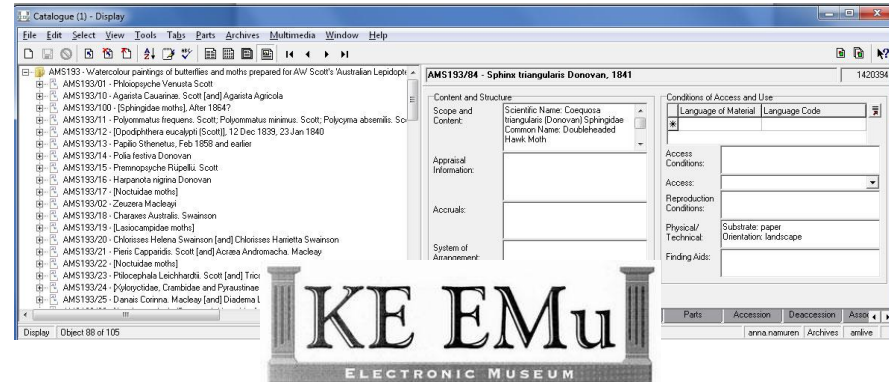 Catalogue (1) - Display
File Edit Select View Tools Tabs Parts Archives Multimedia Window Help
AMS193 - Watercolour paintings of butterflies and moths prepared for AW Scott's 'Australian Lepidopte
AMS193/01 - Phloiopsyche Venusta Scott
AMS193/10 - Agarista Cauarinae. Scott [and] Agarista Agricola
AMS193/100 - [Sphingidae moths], After 1864?
AMS193/11 - Polyommatus frequens. Scott; Polyommatus minimus. Scott; Polycyma absemilis. Sco
AMS193/12 - [Opodiphthera eucalypti (Scott)], 12 Dec 1839, 23 Jan 1840
AMS193/13 - Papilio Sthenetus, Feb 1858 and earlier
AMS193/14 - Polia festiva Donovan
AMS193/15 - Premnopsyche Rüpellii. Scott
AMS193/16 - Harpanota nigrina Donovan
AMS193/17 - [Noctuidae moths]
AMS193/02 - Zeuzera Macleayi
AMS193/18 - Charaxes Australis. Swainson
AMS193/19 - [Lasiocampidae moths]
AMS193/20 - Chlorisses Helena Swainson [and] Chlorisses Harrietta Swainson
AMS193/21 - Pieris Cappardis. Scott [and] Acraea Andromacha. Macleay
AMS193/22 - [Noctuidae moths]
AMS193/23 - Ptilocephala Leichhardtii. Scott [and] Tric
AMS193/24 - [Xyloryctidae, Crambidae and Pyraustinae
AMS193/25 - Danais Corinna. Macleay [and] Diadema L
Display Object 88 of 105
AMS193/84 - Sphinx triangularis Donovan, 1841 1420394
Content and Structure
Scope and
Content:
Scientific Name: Coequosa
triangularis (Donovan) Sphingidae
Common Name: Doubleheaded
Hawk Moth
Appraisal
Information:
Accruals:
System of
Arrangement:
Conditions of Access and Use
Language of Material Language Code
Access
Conditions:
Access:
Reproduction
Conditions:
Physical/
Technical:
Substrate: paper
Orientation: landscape
Finding Aids:
Parts Accession Deaccession Assoc
anna.namuren Archives amlive
KE EMu
ELECTRONIC MUSEUM